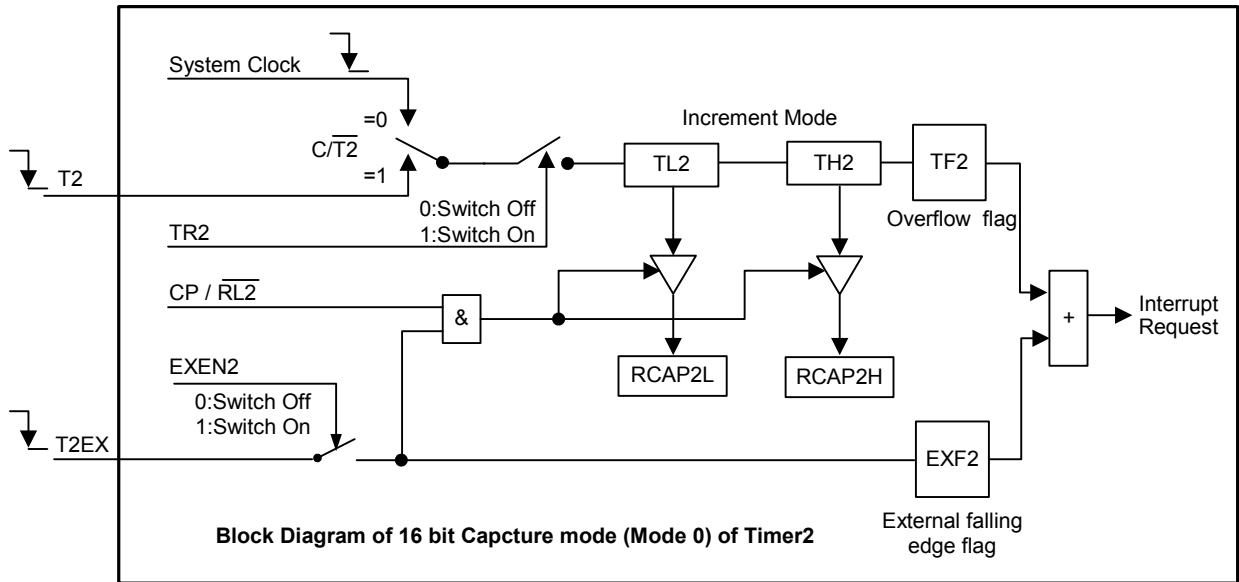 System Clock
=0
C/T2
=1
T2
Increment Mode
TL2
TH2
TF2
Overflow flag
0:Switch Off
1:Switch On
TR2
CP / RL2
&
+
Interrupt
Request
EXEN2
0:Switch Off
1:Switch On
RCAP2L
RCAP2H
T2EX
EXF2
External falling
edge flag
Block Diagram of 16 bit Capcture mode (Mode 0) of Timer2